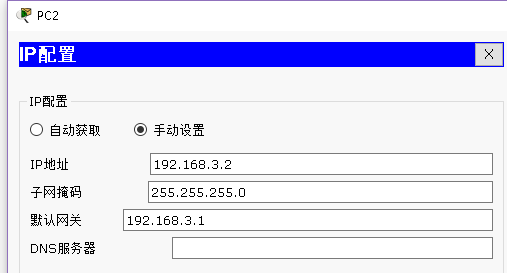 PC2
IP配置 X
IP配置
自动获取 手动设置
IP地址 192.168.3.2
子网掩码 255.255.255.0
默认网关 192.168.3.1
DNS服务器